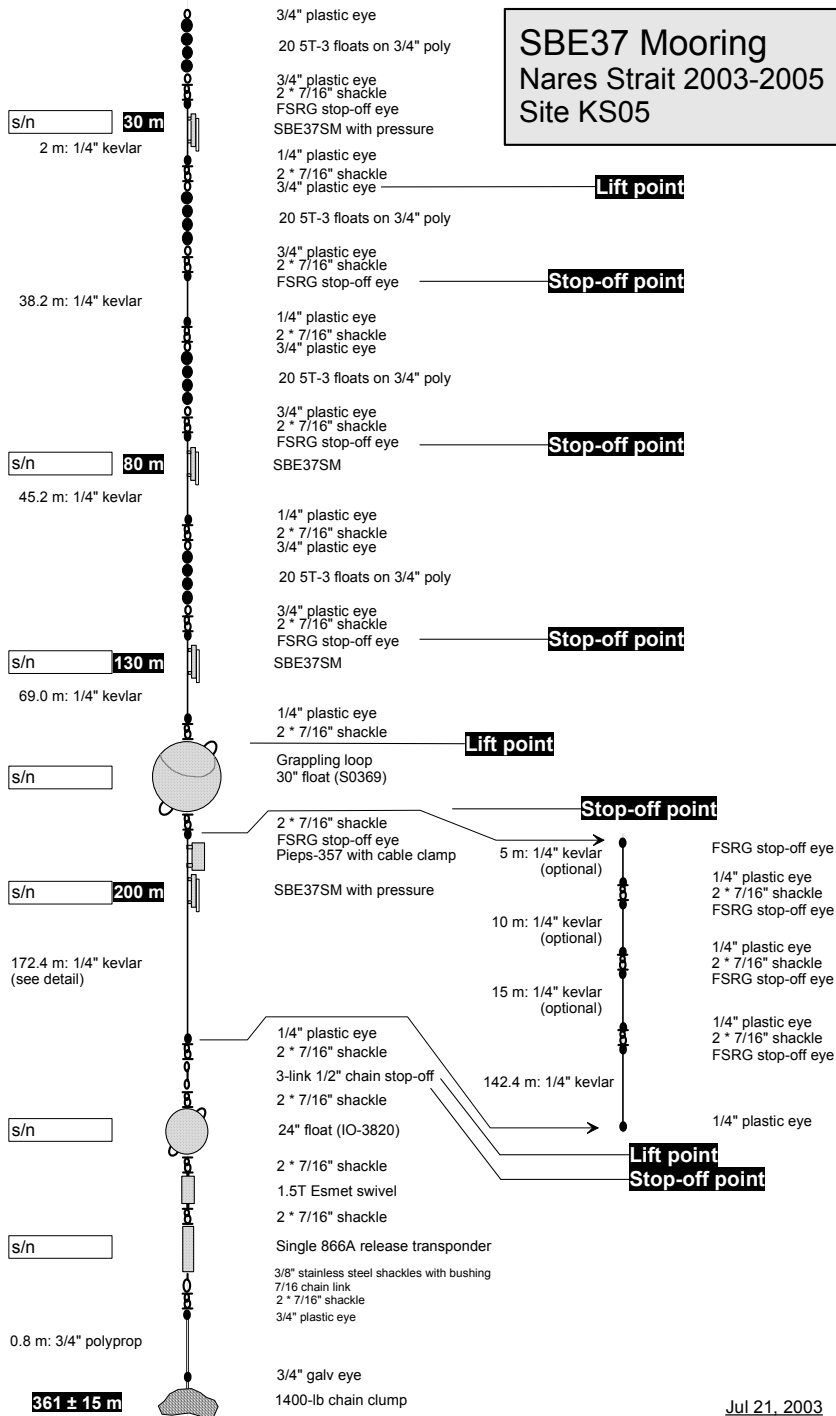 SBE37 Mooring
Nares Strait 2003-2005
Site KS05
3/4" plastic eye
20 5T-3 floats on 3/4" poly
3/4" plastic eye
2 * 7/16" shackle
FSRG stop-off eye
s/n
30 m
SBE37SM with pressure
2 m: 1/4" kevlar
1/4" plastic eye
2 * 7/16" shackle
3/4" plastic eye
Lift point
20 5T-3 floats on 3/4" poly
3/4" plastic eye
2 * 7/16" shackle
FSRG stop-off eye
Stop-off point
38.2 m: 1/4" kevlar
1/4" plastic eye
2 * 7/16" shackle
3/4" plastic eye
20 5T-3 floats on 3/4" poly
3/4" plastic eye
2 * 7/16" shackle
FSRG stop-off eye
Stop-off point
s/n
80 m
SBE37SM
45.2 m: 1/4" kevlar
1/4" plastic eye
2 * 7/16" shackle
3/4" plastic eye
20 5T-3 floats on 3/4" poly
3/4" plastic eye
2 * 7/16" shackle
FSRG stop-off eye
Stop-off point
s/n
130 m
SBE37SM
69.0 m: 1/4" kevlar
1/4" plastic eye
2 * 7/16" shackle
Lift point
Grappling loop
s/n
30" float (S0369)
Stop-off point
2 * 7/16" shackle
FSRG stop-off eye
Pieps-357 with cable clamp
s/n
200 m
SBE37SM with pressure
172.4 m: 1/4" kevlar
(see detail)
5 m: 1/4" kevlar
(optional)
FSRG stop-off eye
1/4" plastic eye
2 * 7/16" shackle
FSRG stop-off eye
10 m: 1/4" kevlar
(optional)
1/4" plastic eye
2 * 7/16" shackle
FSRG stop-off eye
15 m: 1/4" kevlar
(optional)
1/4" plastic eye
2 * 7/16" shackle
FSRG stop-off eye
142.4 m: 1/4" kevlar
1/4" plastic eye
1/4" plastic eye
2 * 7/16" shackle
3-link 1/2" chain stop-off
2 * 7/16" shackle
s/n
24" float (IO-3820)
Lift point
Stop-off point
2 * 7/16" shackle
1.5T Esmet swivel
2 * 7/16" shackle
s/n
Single 866A release transponder
3/8" stainless steel shackles with bushing
7/16 chain link
2 * 7/16" shackle
3/4" plastic eye
0.8 m: 3/4" polyprop
3/4" galv eye
361 ± 15 m
1400-lb chain clump
Jul 21, 2003